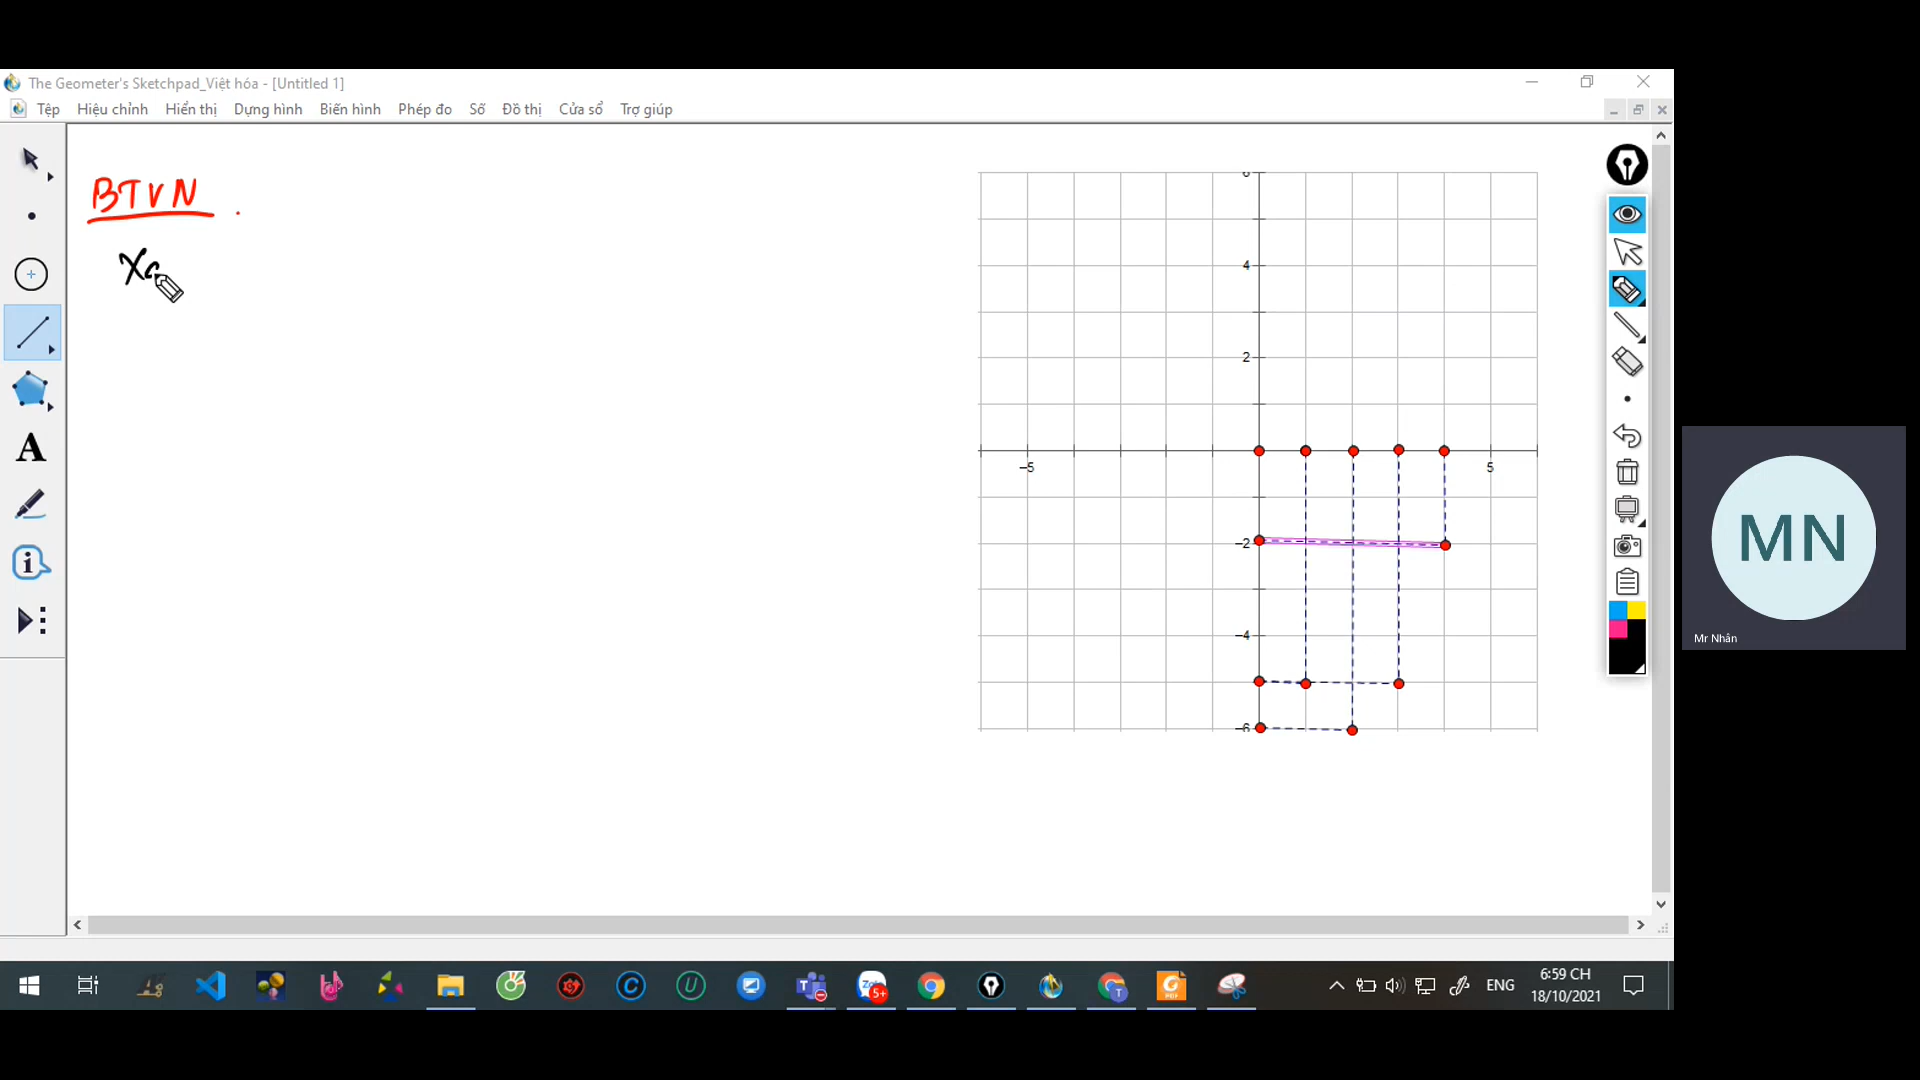 The Geometer's Sketchpad_Việt hóa - [Untitled 1]
Tệp Hiệu chỉnh Hiển thị Dựng hình Biến hình Phép đo Số Đồ thị Cửa sổ Trợ giúp
BTVN .
Xa
A
4
2
-5
5
-2
-4
-6
MN
Mr Nhân
5+
ENG
6:59 CH
18/10/2021